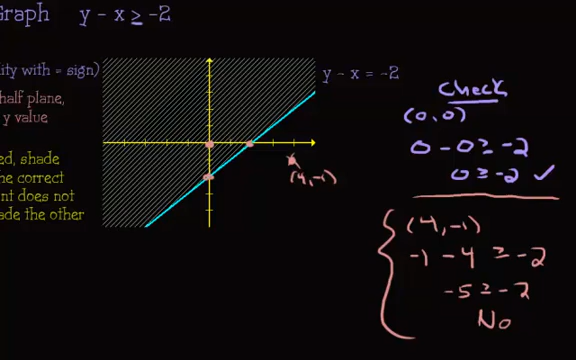 Graph y - x ≥ -2
ity with = sign)
half plane,
y value
ed, shade
he correct
nt does not
ade the other
y - x = -2
(4,-1)
Check
(0,0)
0 - 0 ≥ -2
0 ≥ -2 ✓
(4,-1)
-1 - 4 ≥ -2
-5 ≥ -2
No